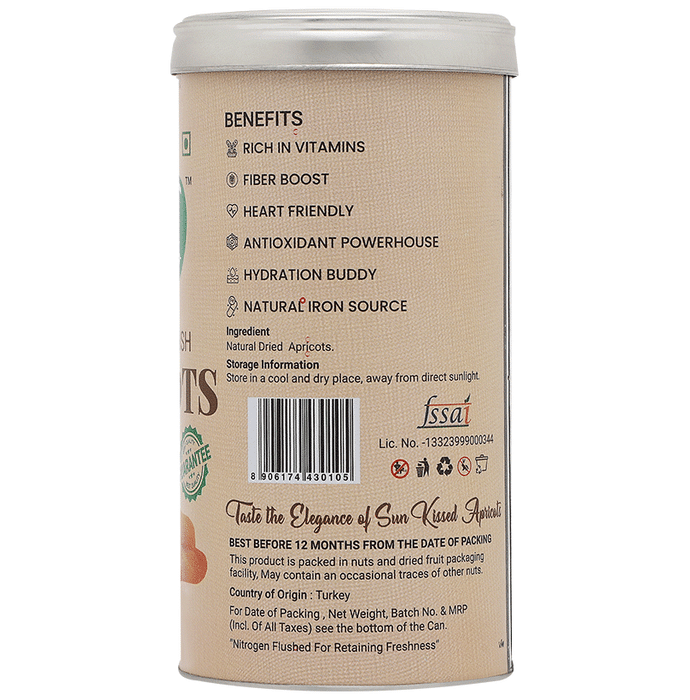 BENEFITS
RICH IN VITAMINS
FIBER BOOST
HEART FRIENDLY
ANTIOXIDANT POWERHOUSE
HYDRATION BUDDY
NATURAL IRON SOURCE
Ingredient
Natural Dried Apricots.
Storage Information
Store in a cool and dry place, away from direct sunlight.
8 906174 430105
fssai
Lic. No. -13323999000344
Taste the Elegance of Sun Kissed Apricots
BEST BEFORE 12 MONTHS FROM THE DATE OF PACKING
This product is packed in nuts and dried fruit packaging
facility, May contain an occasional traces of other nuts.
Country of Origin : Turkey
For Date of Packing , Net Weight, Batch No. & MRP
(Incl. Of All Taxes) see the bottom of the Can.
"Nitrogen Flushed For Retaining Freshness"
TM